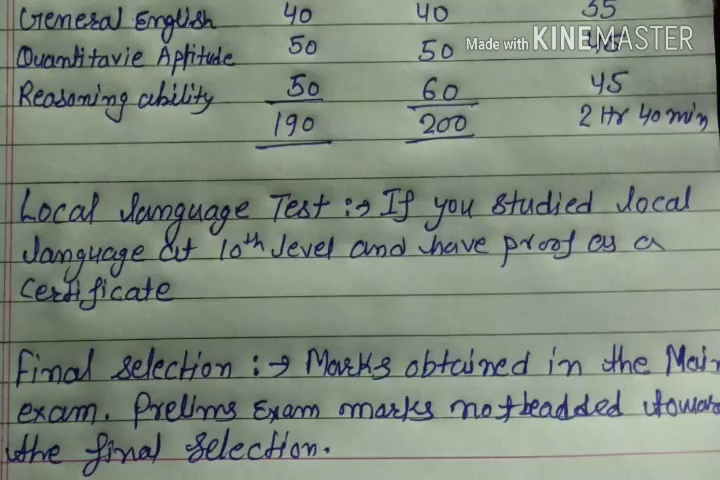 General English 40 40 35
Made with KINEMASTER
Quantitavie Aptitude 50 50
Reasoning ability 50 60 45
190 200 2 Hr 40 min
Local language Test :→ If you studied local
language at 10th level and have proof as a
certificate
Final selection :→ Marks obtained in the Main
exam. Prelims Exam marks not be added towar
the final selection.